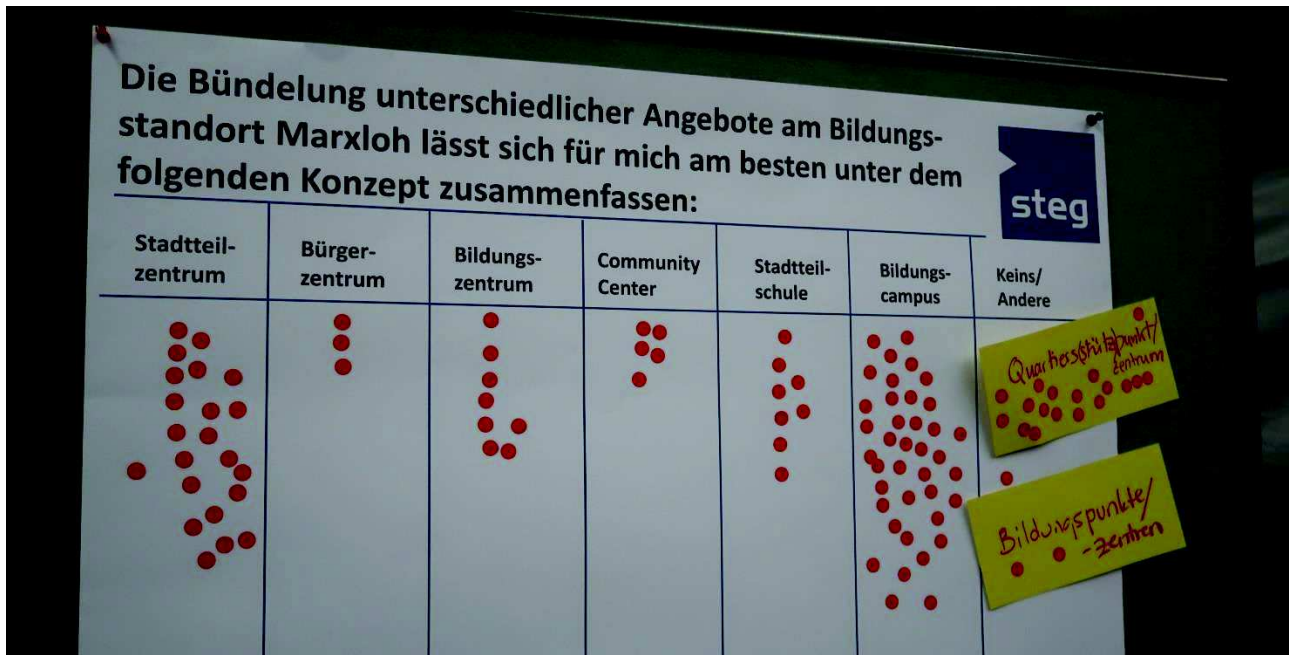 Die Bündelung unterschiedlicher Angebote am Bildungs-
standort Marxloh lässt sich für mich am besten unter dem
folgenden Konzept zusammenfassen:
steg
Stadtteil-
zentrum
Bürger-
zentrum
Bildungs-
zentrum
Community
Center
Stadtteil-
schule
Bildungs-
campus
Keins/
Andere
Quartiers(stütz)punkt/
zentrum
Bildungspunkte/
-zentren